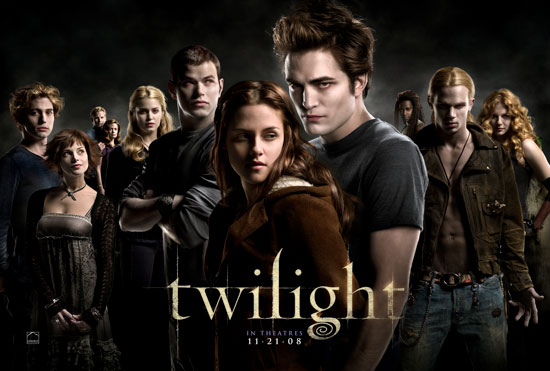 twilight
IN THEATRES
11·21·08